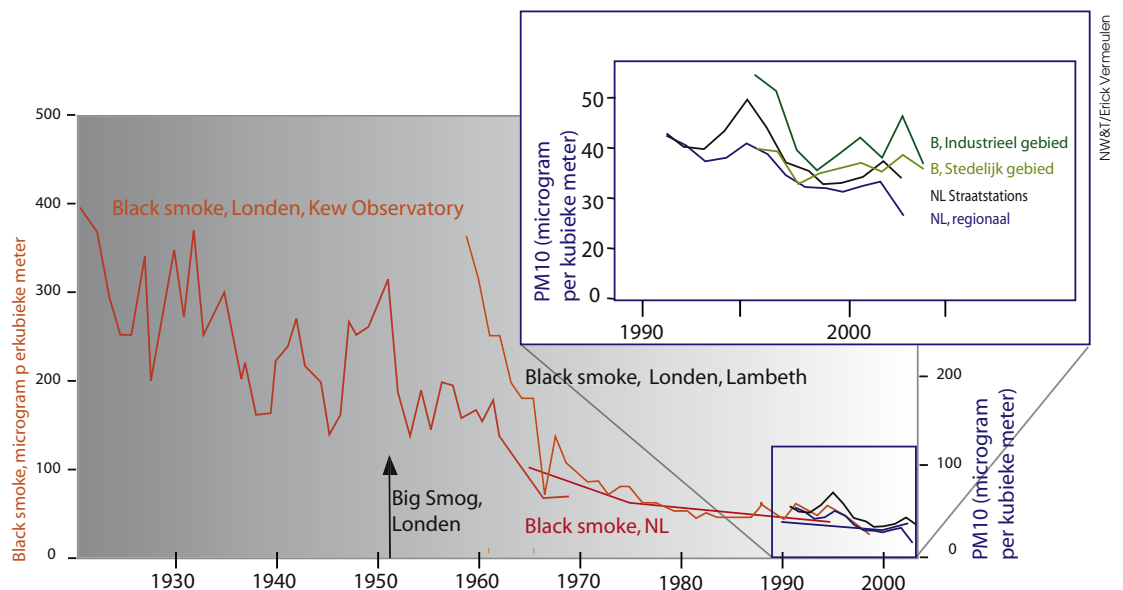 NW&T/Erick Vermeulen
50
40
30
20
0
PM10 (microgram
per kubieke meter)
B, Industrieel gebied
B, Stedelijk gebied
NL Straatstations
NL, regionaal
1990
2000
500
400
300
200
100
0
Black smoke, microgram p erkubieke meter
Black smoke, Londen, Kew Observatory
Black smoke, Londen, Lambeth
Big Smog,
Londen
Black smoke, NL
200
100
0
PM10 (microgram
per kubieke meter)
1930
1940
1950
1960
1970
1980
1990
2000